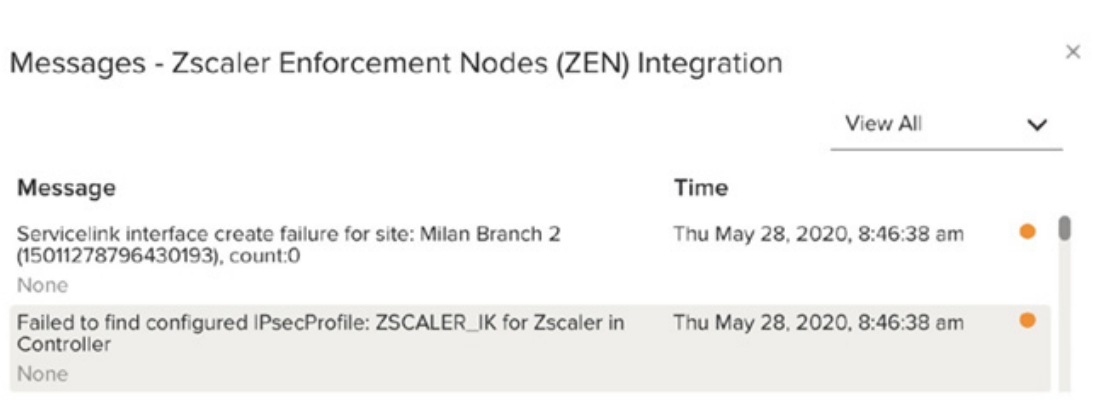 Messages - Zscaler Enforcement Nodes (ZEN) Integration
×
View All
Message
Time
Servicelink interface create failure for site: Milan Branch 2
(15011278796430193), count:0
Thu May 28, 2020, 8:46:38 am
None
Failed to find configured IPsecProfile: ZSCALER_IK for Zscaler in
Controller
Thu May 28, 2020, 8:46:38 am
None